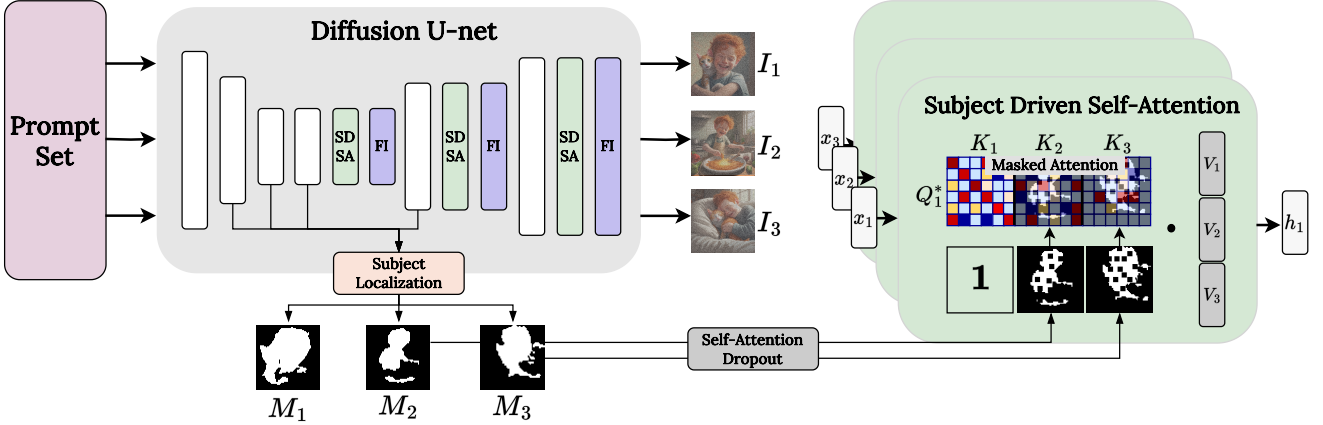 Prompt
Set
Diffusion U-net
SD
SA
FI
SD
SA
FI
SD
SA
FI
I₁
I₂
I₃
Subject
Localization
M₁
M₂
M₃
Self-Attention
Dropout
x₃
x₂
x₁
Subject Driven Self-Attention
K₁ K₂ K₃
Masked Attention
Q₁*
1
V₁
V₂
V₃
h₁